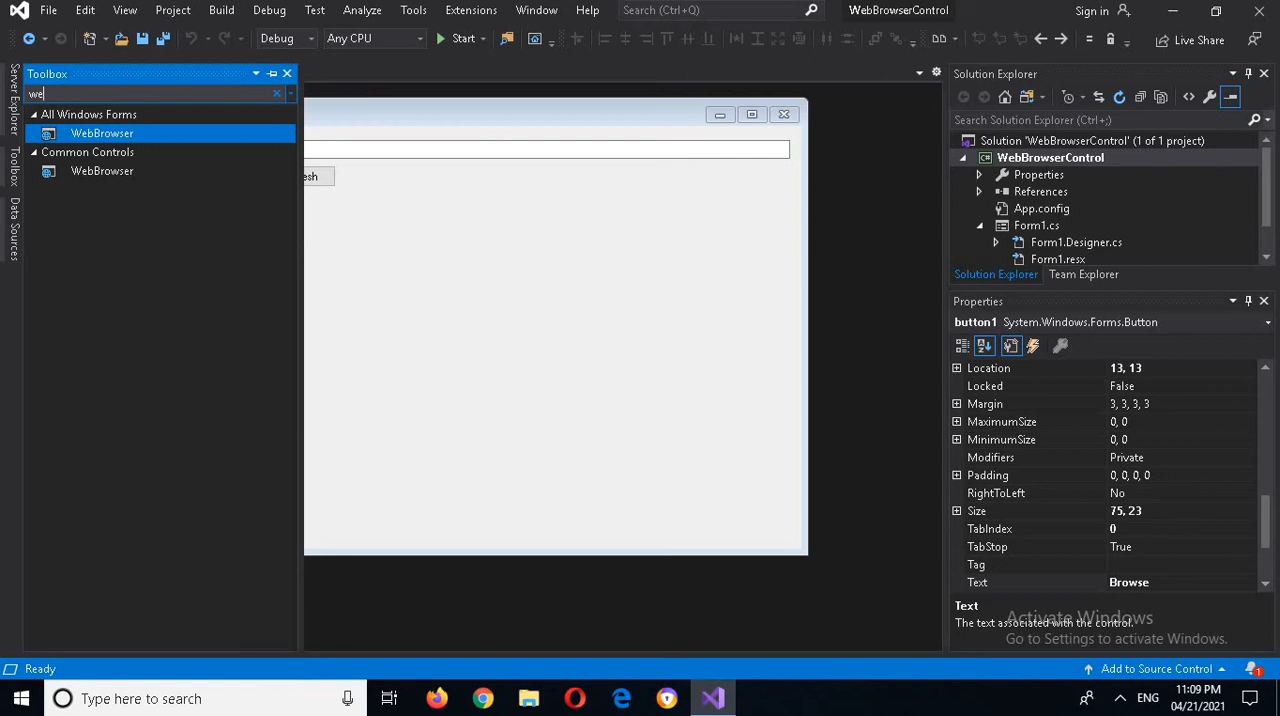 File Edit View Project Build Debug Test Analyze Tools Extensions Window Help Search (Ctrl+Q) WebBrowserControl Sign in
Debug Any CPU Start Live Share
Server Explorer
Toolbox
Data Sources
Toolbox
we
All Windows Forms
WebBrowser
Common Controls
WebBrowser
esh
Solution Explorer
Search Solution Explorer (Ctrl+;)
Solution 'WebBrowserControl' (1 of 1 project)
C# WebBrowserControl
Properties
References
App.config
Form1.cs
Form1.Designer.cs
Form1.resx
Solution Explorer Team Explorer
Properties
button1 System.Windows.Forms.Button
Location 13, 13
Locked False
Margin 3, 3, 3, 3
MaximumSize 0, 0
MinimumSize 0, 0
Modifiers Private
Padding 0, 0, 0, 0
RightToLeft No
Size 75, 23
TabIndex 0
TabStop True
Tag
Text Browse
Text
The text associated with the control.
Activate Windows
Go to Settings to activate Windows.
Ready Add to Source Control 1
Type here to search ENG 11:09 PM
04/21/2021